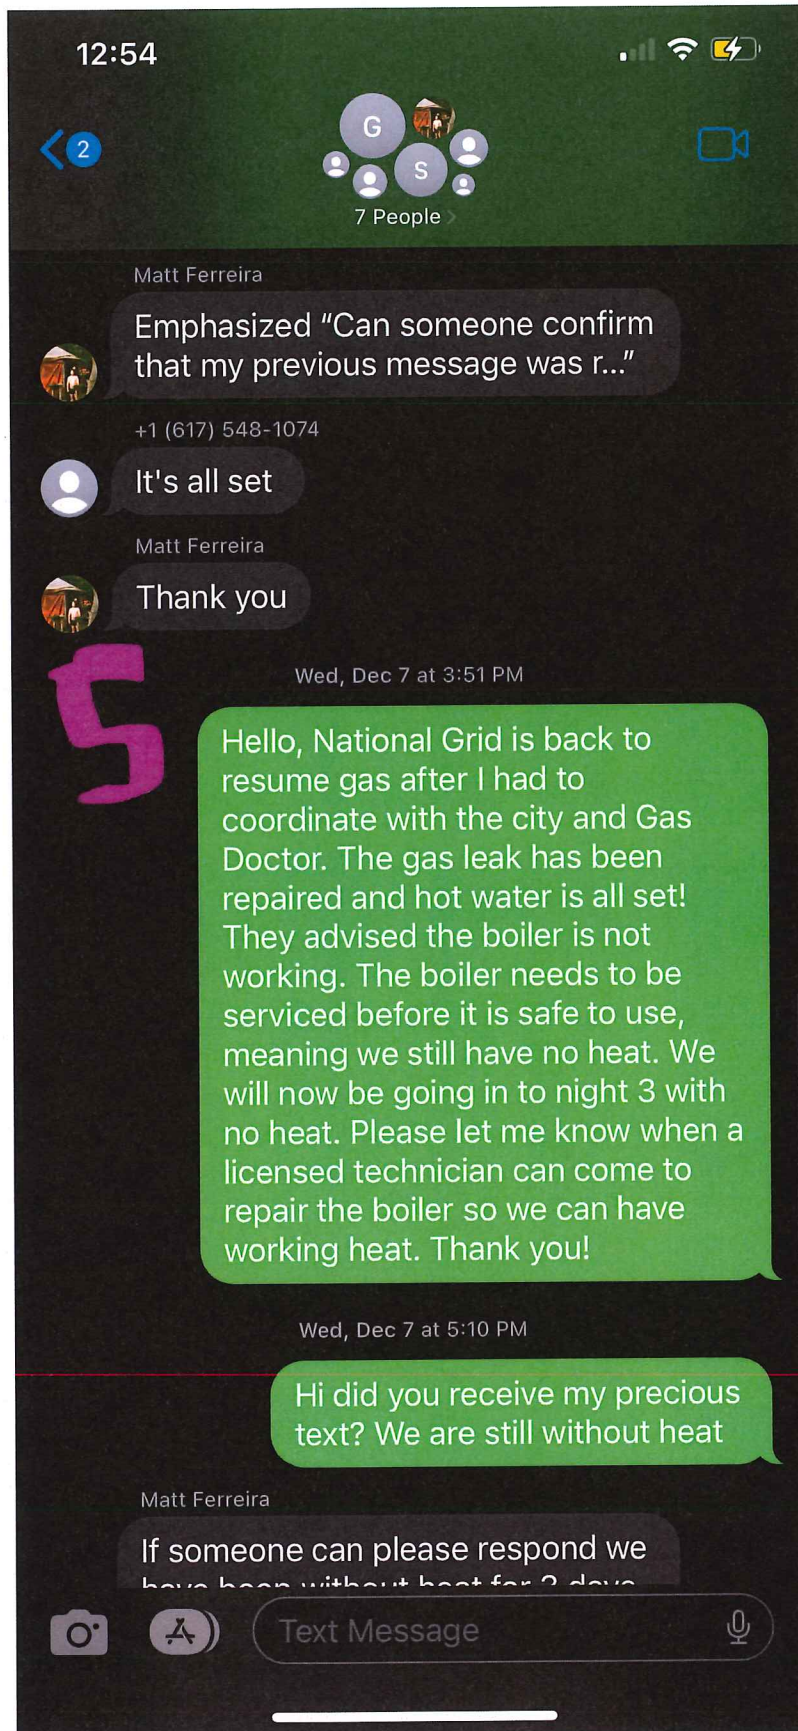 12:54
2
G
S
7 People
Matt Ferreira
Emphasized “Can someone confirm
that my previous message was r...”
+1 (617) 548-1074
It's all set
Matt Ferreira
Thank you
5
Wed, Dec 7 at 3:51 PM
Hello, National Grid is back to
resume gas after I had to
coordinate with the city and Gas
Doctor. The gas leak has been
repaired and hot water is all set!
They advised the boiler is not
working. The boiler needs to be
serviced before it is safe to use,
meaning we still have no heat. We
will now be going in to night 3 with
no heat. Please let me know when a
licensed technician can come to
repair the boiler so we can have
working heat. Thank you!
Wed, Dec 7 at 5:10 PM
Hi did you receive my precious
text? We are still without heat
Matt Ferreira
If someone can please respond we
have been without heat for days
Text Message